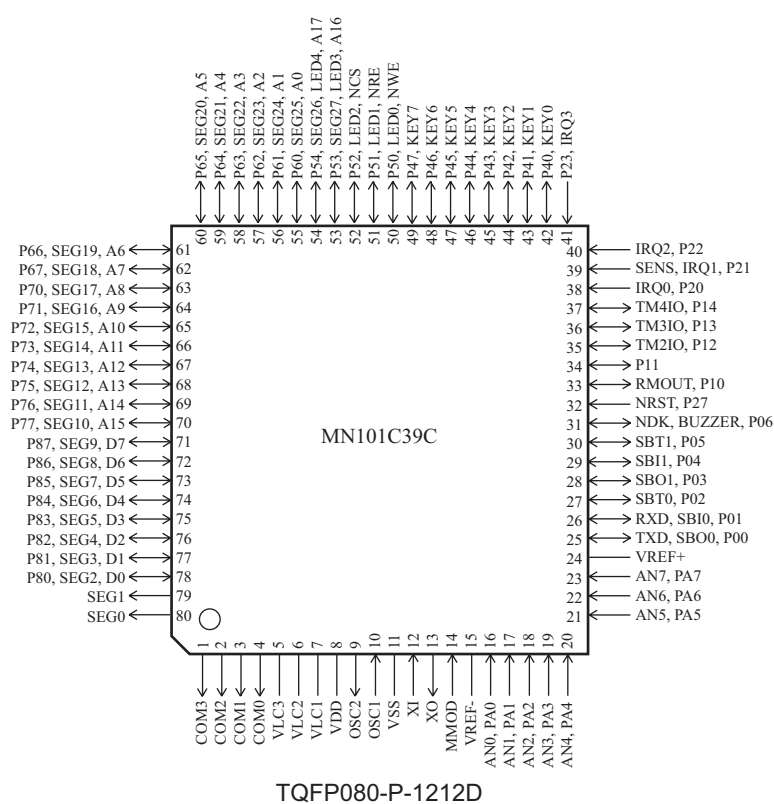 P65, SEG20, A5
P64, SEG21, A4
P63, SEG22, A3
P62, SEG23, A2
P61, SEG24, A1
P60, SEG25, A0
P54, SEG26, LED4, A17
P53, SEG27, LED3, A16
P52, LED2, NCS
P51, LED1, NRE
P50, LED0, NWE
P47, KEY7
P46, KEY6
P45, KEY5
P44, KEY4
P43, KEY3
P42, KEY2
P41, KEY1
P40, KEY0
P23, IRQ3
60 59 58 57 56 55 54 53 52 51 50 49 48 47 46 45 44 43 42 41
P66, SEG19, A6 61
P67, SEG18, A7 62
P70, SEG17, A8 63
P71, SEG16, A9 64
P72, SEG15, A10 65
P73, SEG14, A11 66
P74, SEG13, A12 67
P75, SEG12, A13 68
P76, SEG11, A14 69
P77, SEG10, A15 70
P87, SEG9, D7 71
P86, SEG8, D6 72
P85, SEG7, D5 73
P84, SEG6, D4 74
P83, SEG5, D3 75
P82, SEG4, D2 76
P81, SEG3, D1 77
P80, SEG2, D0 78
SEG1 79
SEG0 80
MN101C39C
40 IRQ2, P22
39 SENS, IRQ1, P21
38 IRQ0, P20
37 TM4IO, P14
36 TM3IO, P13
35 TM2IO, P12
34 P11
33 RMOUT, P10
32 NRST, P27
31 NDK, BUZZER, P06
30 SBT1, P05
29 SBI1, P04
28 SBO1, P03
27 SBT0, P02
26 RXD, SBI0, P01
25 TXD, SBO0, P00
24 VREF+
23 AN7, PA7
22 AN6, PA6
21 AN5, PA5
1 2 3 4 5 6 7 8 9 10 11 12 13 14 15 16 17 18 19 20
COM3
COM2
COM1
COM0
VLC3
VLC2
VLC1
VDD
OSC2
OSC1
VSS
XI
XO
MMOD
VREF-
AN0, PA0
AN1, PA1
AN2, PA2
AN3, PA3
AN4, PA4
TQFP080-P-1212D